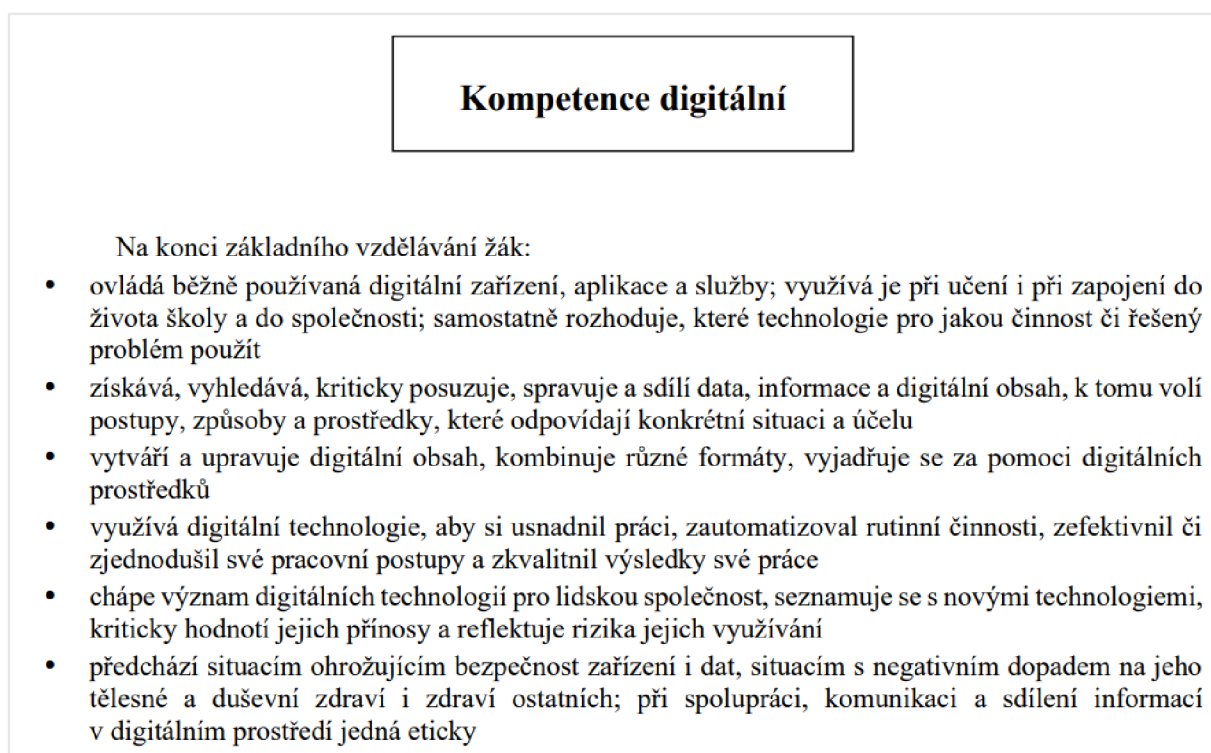 Kompetence digitální
Na konci základního vzdělávání žák:
• ovládá běžně používaná digitální zařízení, aplikace a služby; využívá je při učení i při zapojení do
života školy a do společnosti; samostatně rozhoduje, které technologie pro jakou činnost či řešený
problém použít
• získává, vyhledává, kriticky posuzuje, spravuje a sdílí data, informace a digitální obsah, k tomu volí
postupy, způsoby a prostředky, které odpovídají konkrétní situaci a účelu
• vytváří a upravuje digitální obsah, kombinuje různé formáty, vyjadřuje se za pomoci digitálních
prostředků
• využívá digitální technologie, aby si usnadnil práci, zautomatizoval rutinní činnosti, zefektivnil či
zjednodušil své pracovní postupy a zkvalitnil výsledky své práce
• chápe význam digitálních technologií pro lidskou společnost, seznamuje se s novými technologiemi,
kriticky hodnotí jejich přínosy a reflektuje rizika jejich využívání
• předchází situacím ohrožujícím bezpečnost zařízení i dat, situacím s negativním dopadem na jeho
tělesné a duševní zdraví i zdraví ostatních; při spolupráci, komunikaci a sdílení informací
v digitálním prostředí jedná eticky